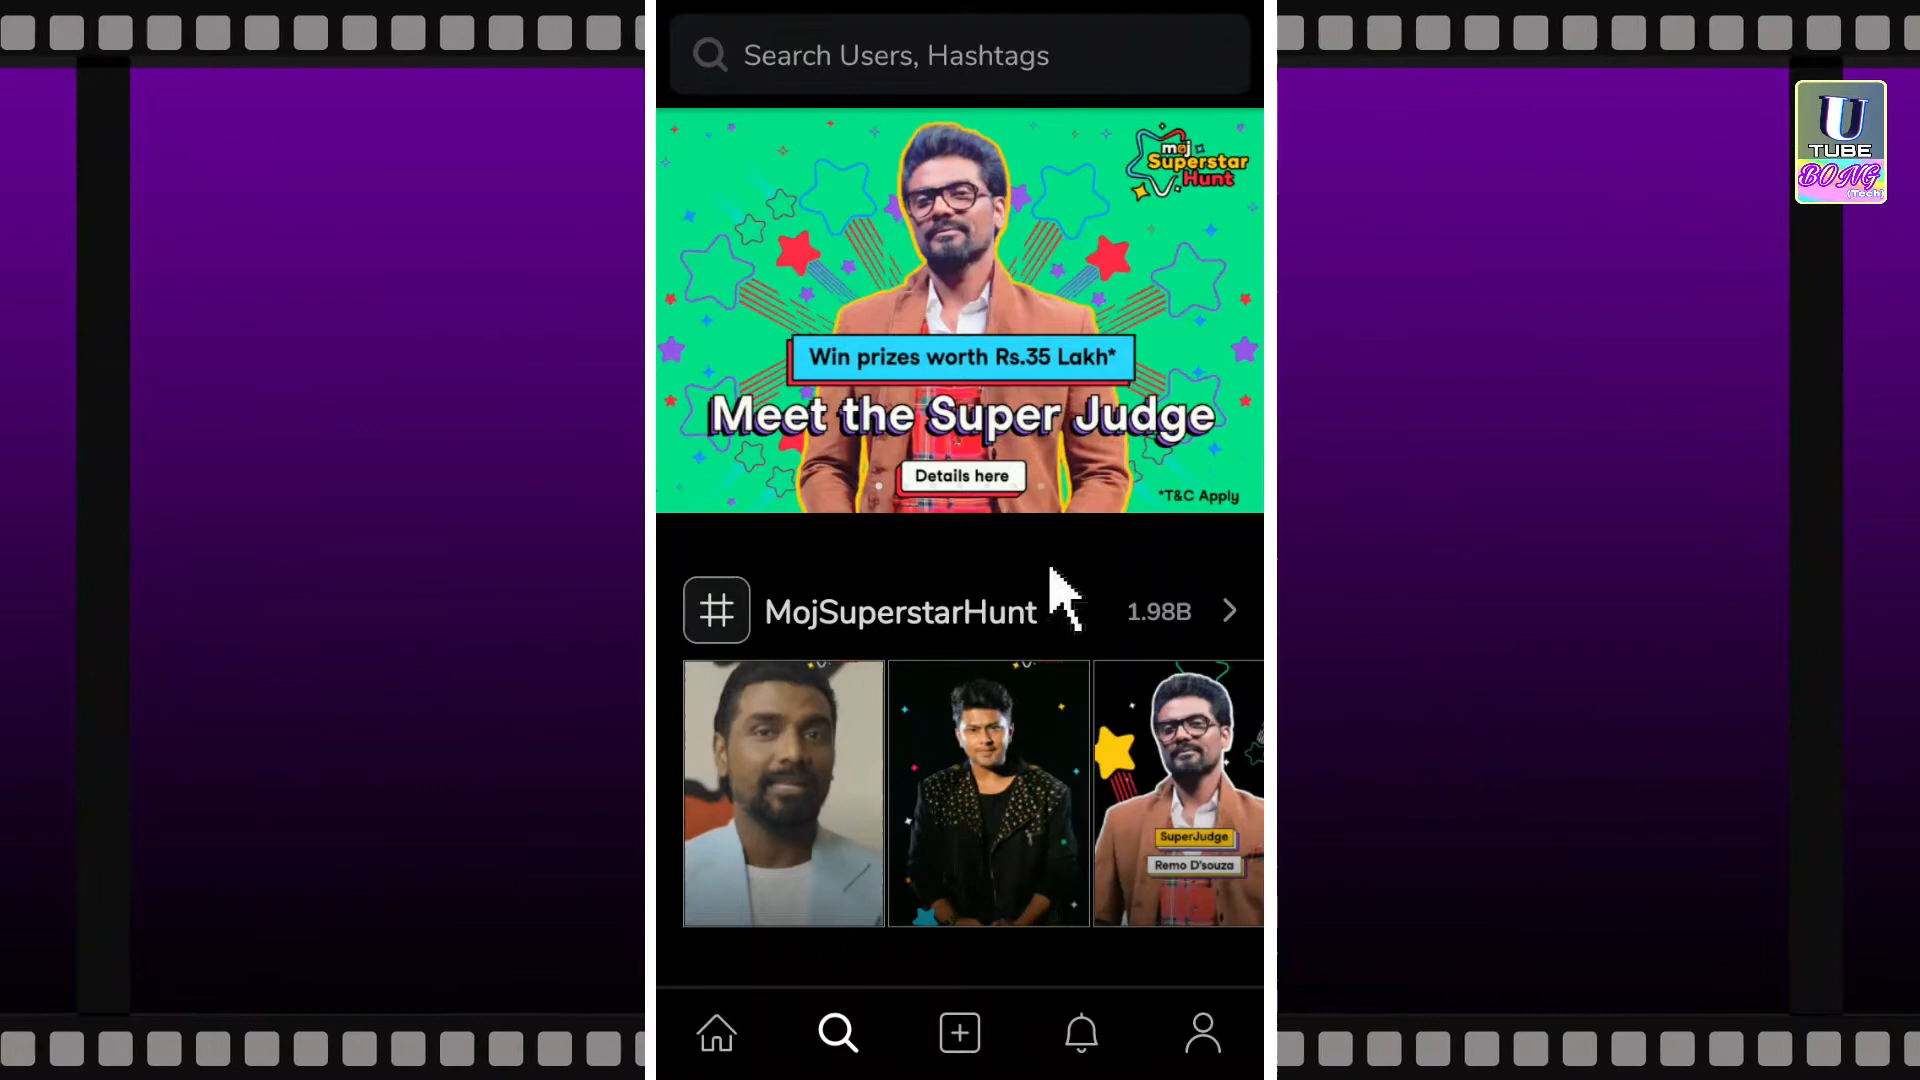 Search Users, Hashtags
moj
Superstar
Hunt
Win prizes worth Rs.35 Lakh*
Meet the Super Judge
Details here
*T&C Apply
MojSuperstarHunt
1.98B
SuperJudge
Remo D'souza
U
TUBE
BONG
(Tech)